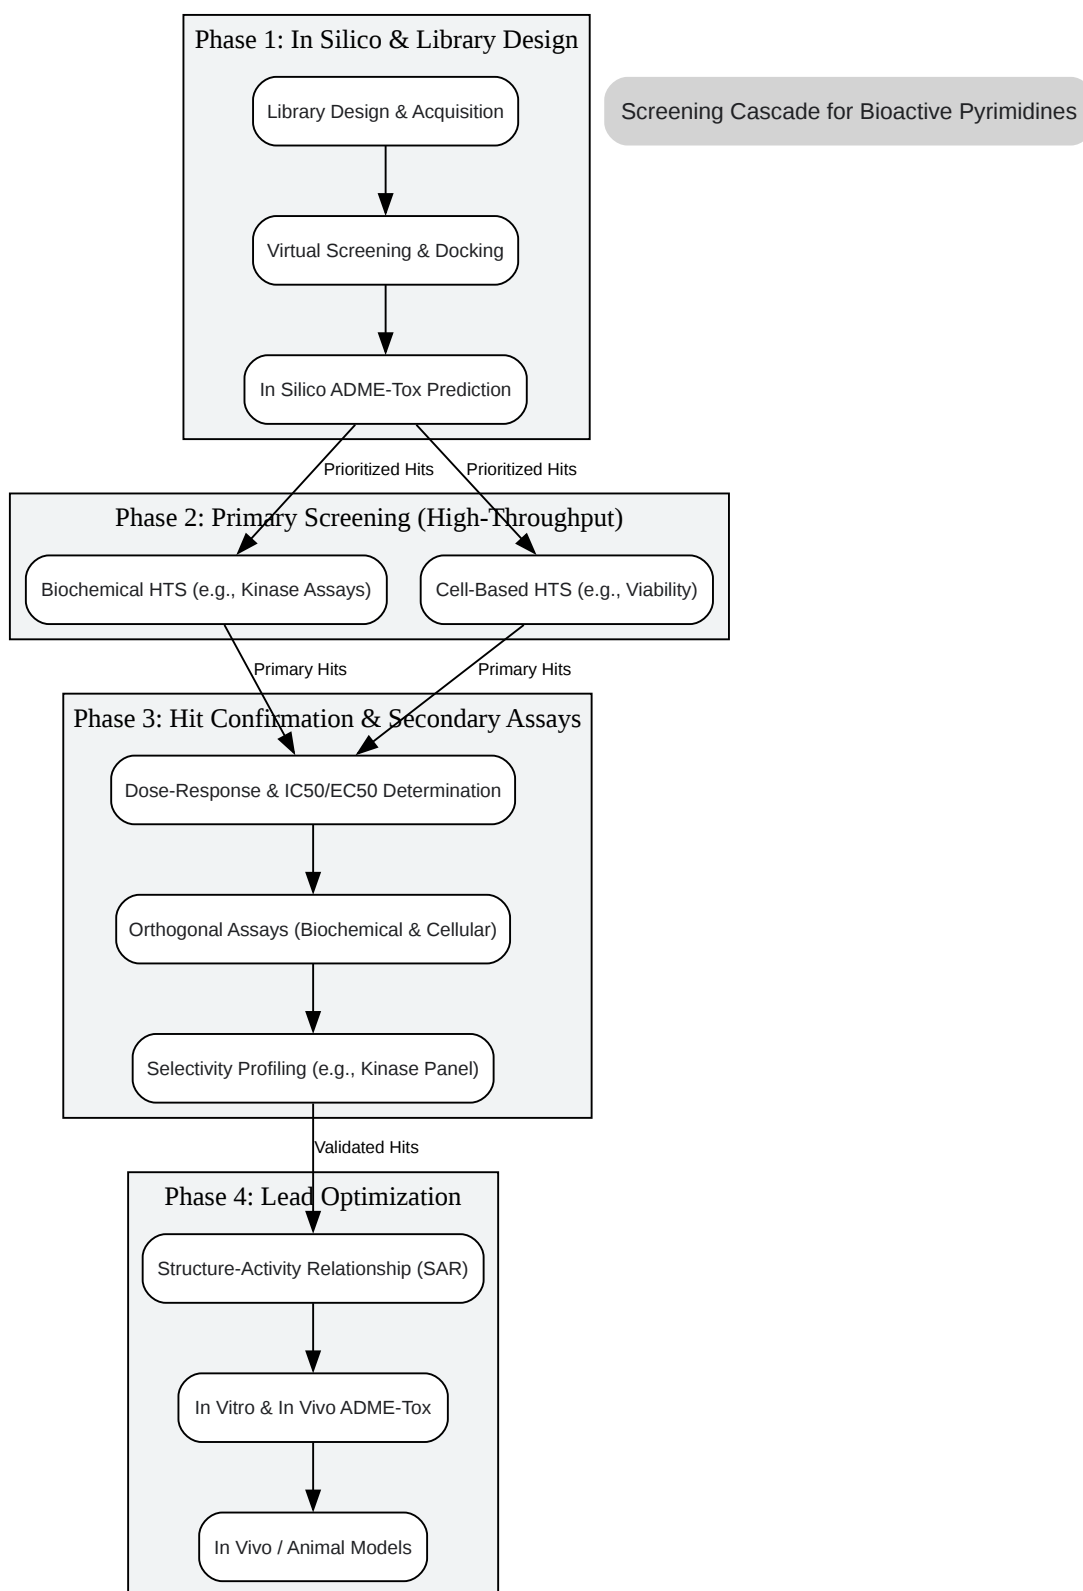 Phase 1: In Silico & Library Design
Library Design & Acquisition
Screening Cascade for Bioactive Pyrimidines
Virtual Screening & Docking
In Silico ADME-Tox Prediction
Prioritized Hits
Prioritized Hits
Phase 2: Primary Screening (High-Throughput)
Biochemical HTS (e.g., Kinase Assays)
Cell-Based HTS (e.g., Viability)
Primary Hits
Primary Hits
Phase 3: Hit Confirmation & Secondary Assays
Dose-Response & IC50/EC50 Determination
Orthogonal Assays (Biochemical & Cellular)
Selectivity Profiling (e.g., Kinase Panel)
Validated Hits
Phase 4: Lead Optimization
Structure-Activity Relationship (SAR)
In Vitro & In Vivo ADME-Tox
In Vivo / Animal Models